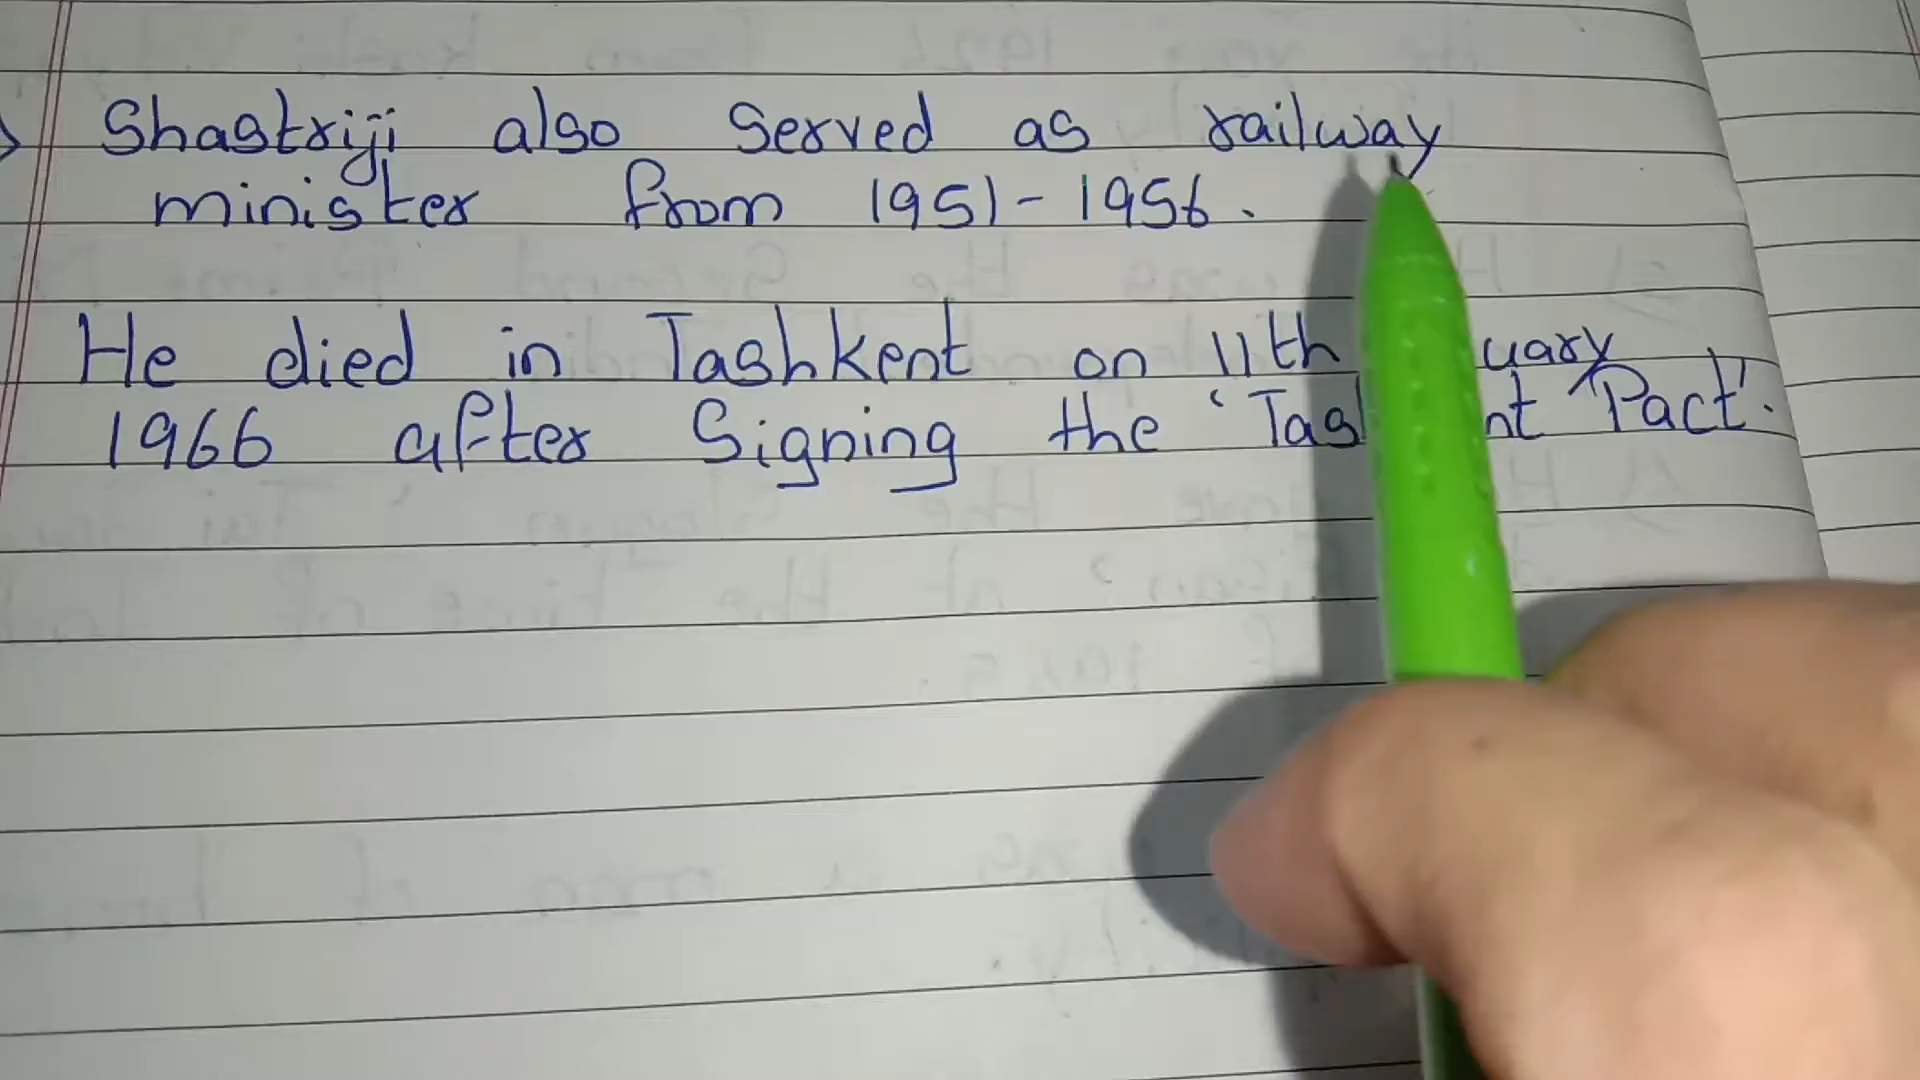 Shastriji also Served as railway
minister from 1951-1956.
He died in Tashkent on 11th uary
1966 after Signing the 'Tas nt Pact'.